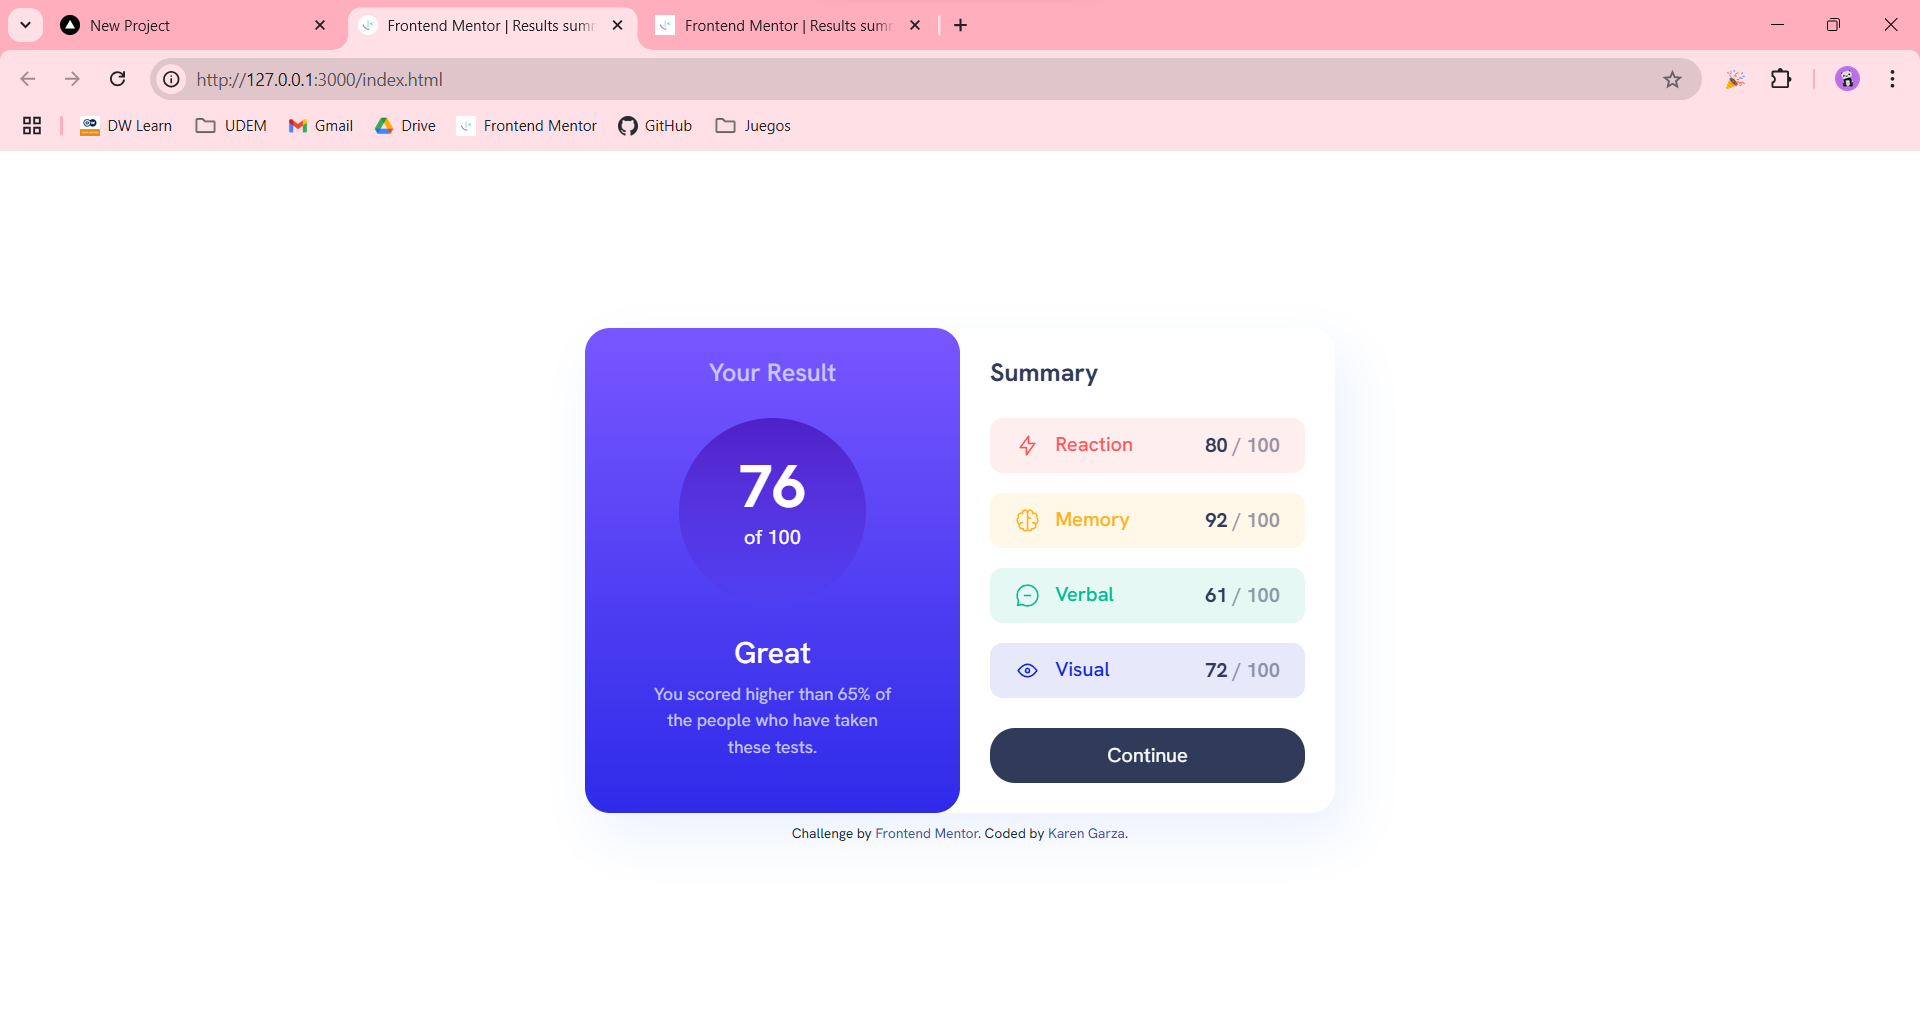 New Project
Frontend Mentor | Results sum
Frontend Mentor | Results sum
http://127.0.0.1:3000/index.html
DW Learn
UDEM
Gmail
Drive
Frontend Mentor
GitHub
Juegos
Your Result
76
of 100
Great
You scored higher than 65% of
the people who have taken
these tests.
Summary
Reaction 80 / 100
Memory 92 / 100
Verbal 61 / 100
Visual 72 / 100
Continue
Challenge by Frontend Mentor. Coded by Karen Garza.